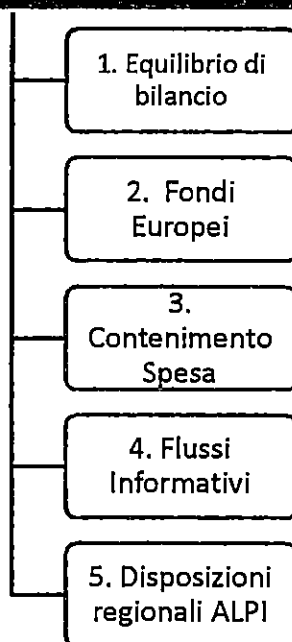 1. Equilibrio di
bilancio
2. Fondi
Europei
3.
Contenimento
Spesa
4. Flussi
Informativi
5. Disposizioni
regionali ALPI